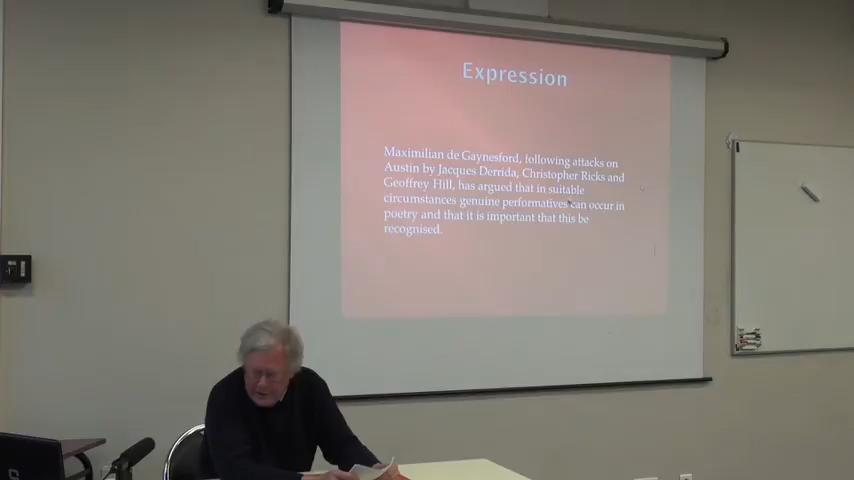 Expression
Maximilian de Gaynesford, following attacks on
Austin by Jacques Derrida, Christopher Ricks and
Geoffrey Hill, has argued that in suitable
circumstances genuine performatives can occur in
poetry and that it is important that this be
recognised.